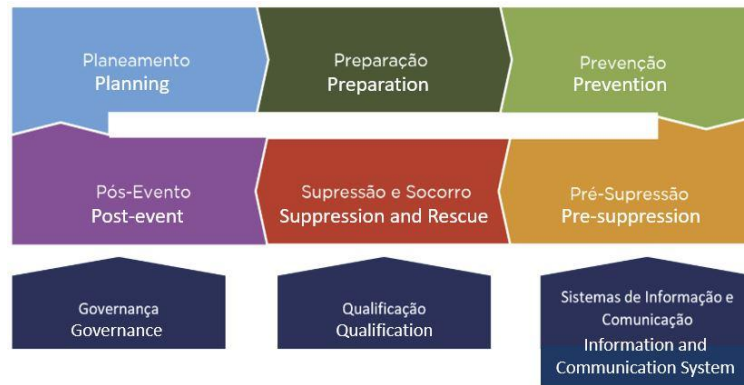 Planeamento
Planning
Preparação
Preparation
Prevenção
Prevention
Pós-Evento
Post-event
Supressão e Socorro
Suppression and Rescue
Pré-Supressão
Pre-suppression
Governança
Governance
Qualificação
Qualification
Sistemas de Informação e
Comunicação
Information and
Communication System